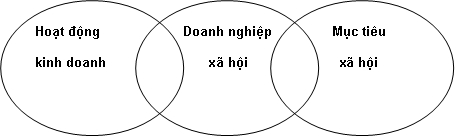 Hoạt động
kinh doanh
Doanh nghiệp
xã hội
Mục tiêu
xã hội